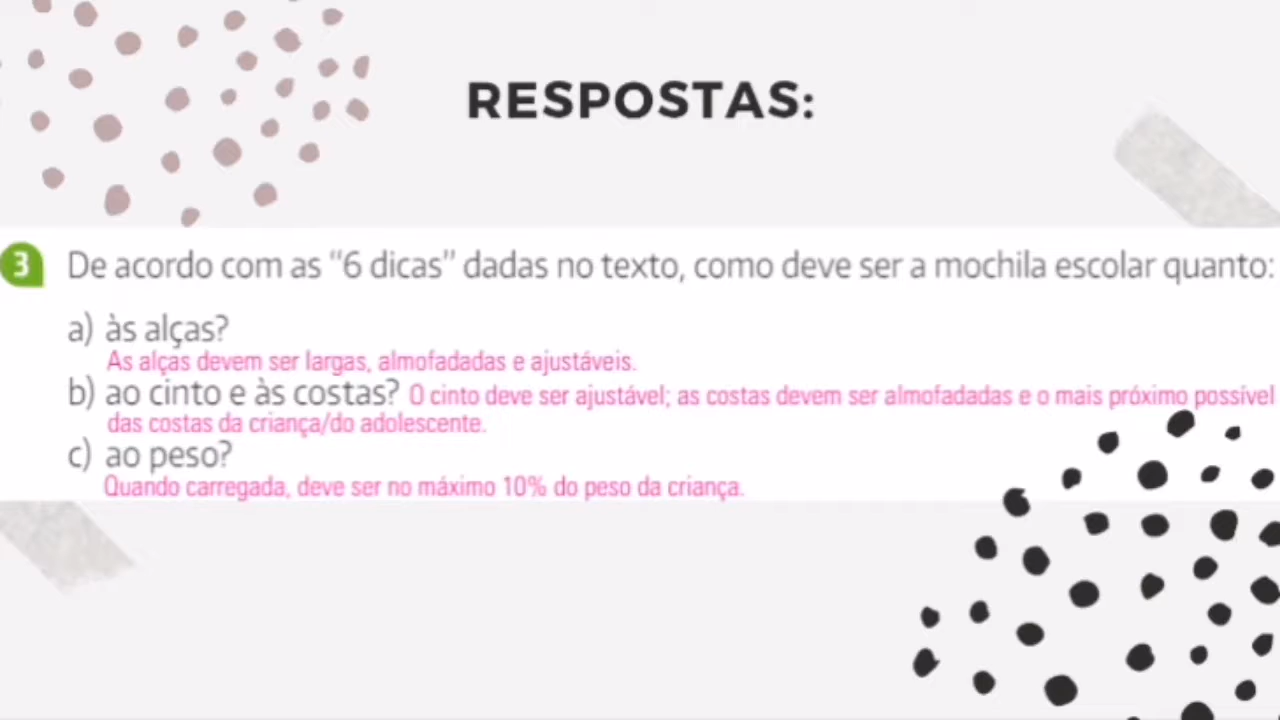 RESPOSTAS:
3 De acordo com as “6 dicas” dadas no texto, como deve ser a mochila escolar quanto:
a) às alças?
As alças devem ser largas, almofadadas e ajustáveis.
b) ao cinto e às costas? O cinto deve ser ajustável; as costas devem ser almofadadas e o mais próximo possível
das costas da criança/do adolescente.
c) ao peso?
Quando carregada, deve ser no máximo 10% do peso da criança.